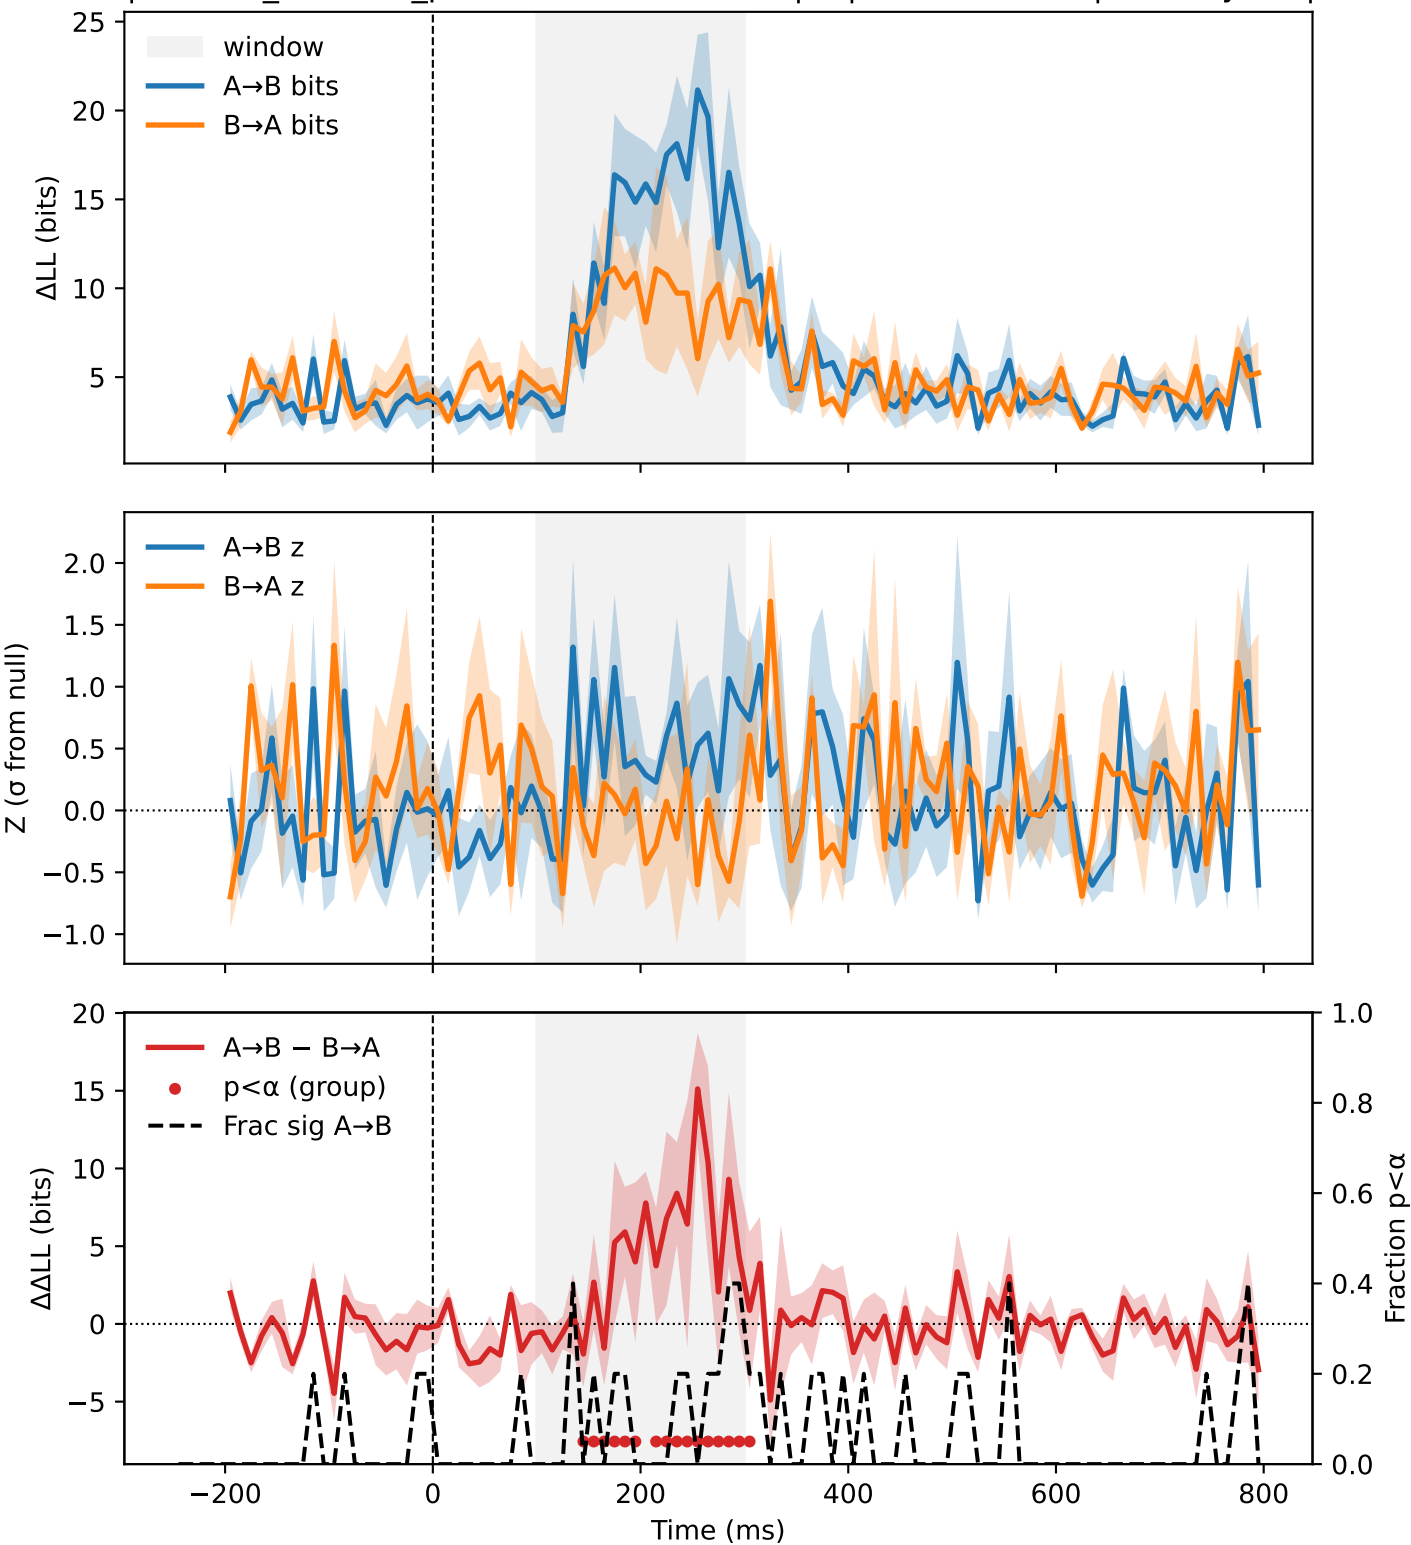 25
20
15
10
5
ΔLL (bits)
window
A→B bits
B→A bits
2.0
1.5
1.0
0.5
0.0
−0.5
−1.0
Z (σ from null)
A→B z
B→A z
20
15
10
5
0
−5
ΔΔLL (bits)
A→B − B→A
p<α (group)
Frac sig A→B
1.0
0.8
0.6
0.4
0.2
0.0
Fraction p<α
−200 0 200 400 600 800
Time (ms)